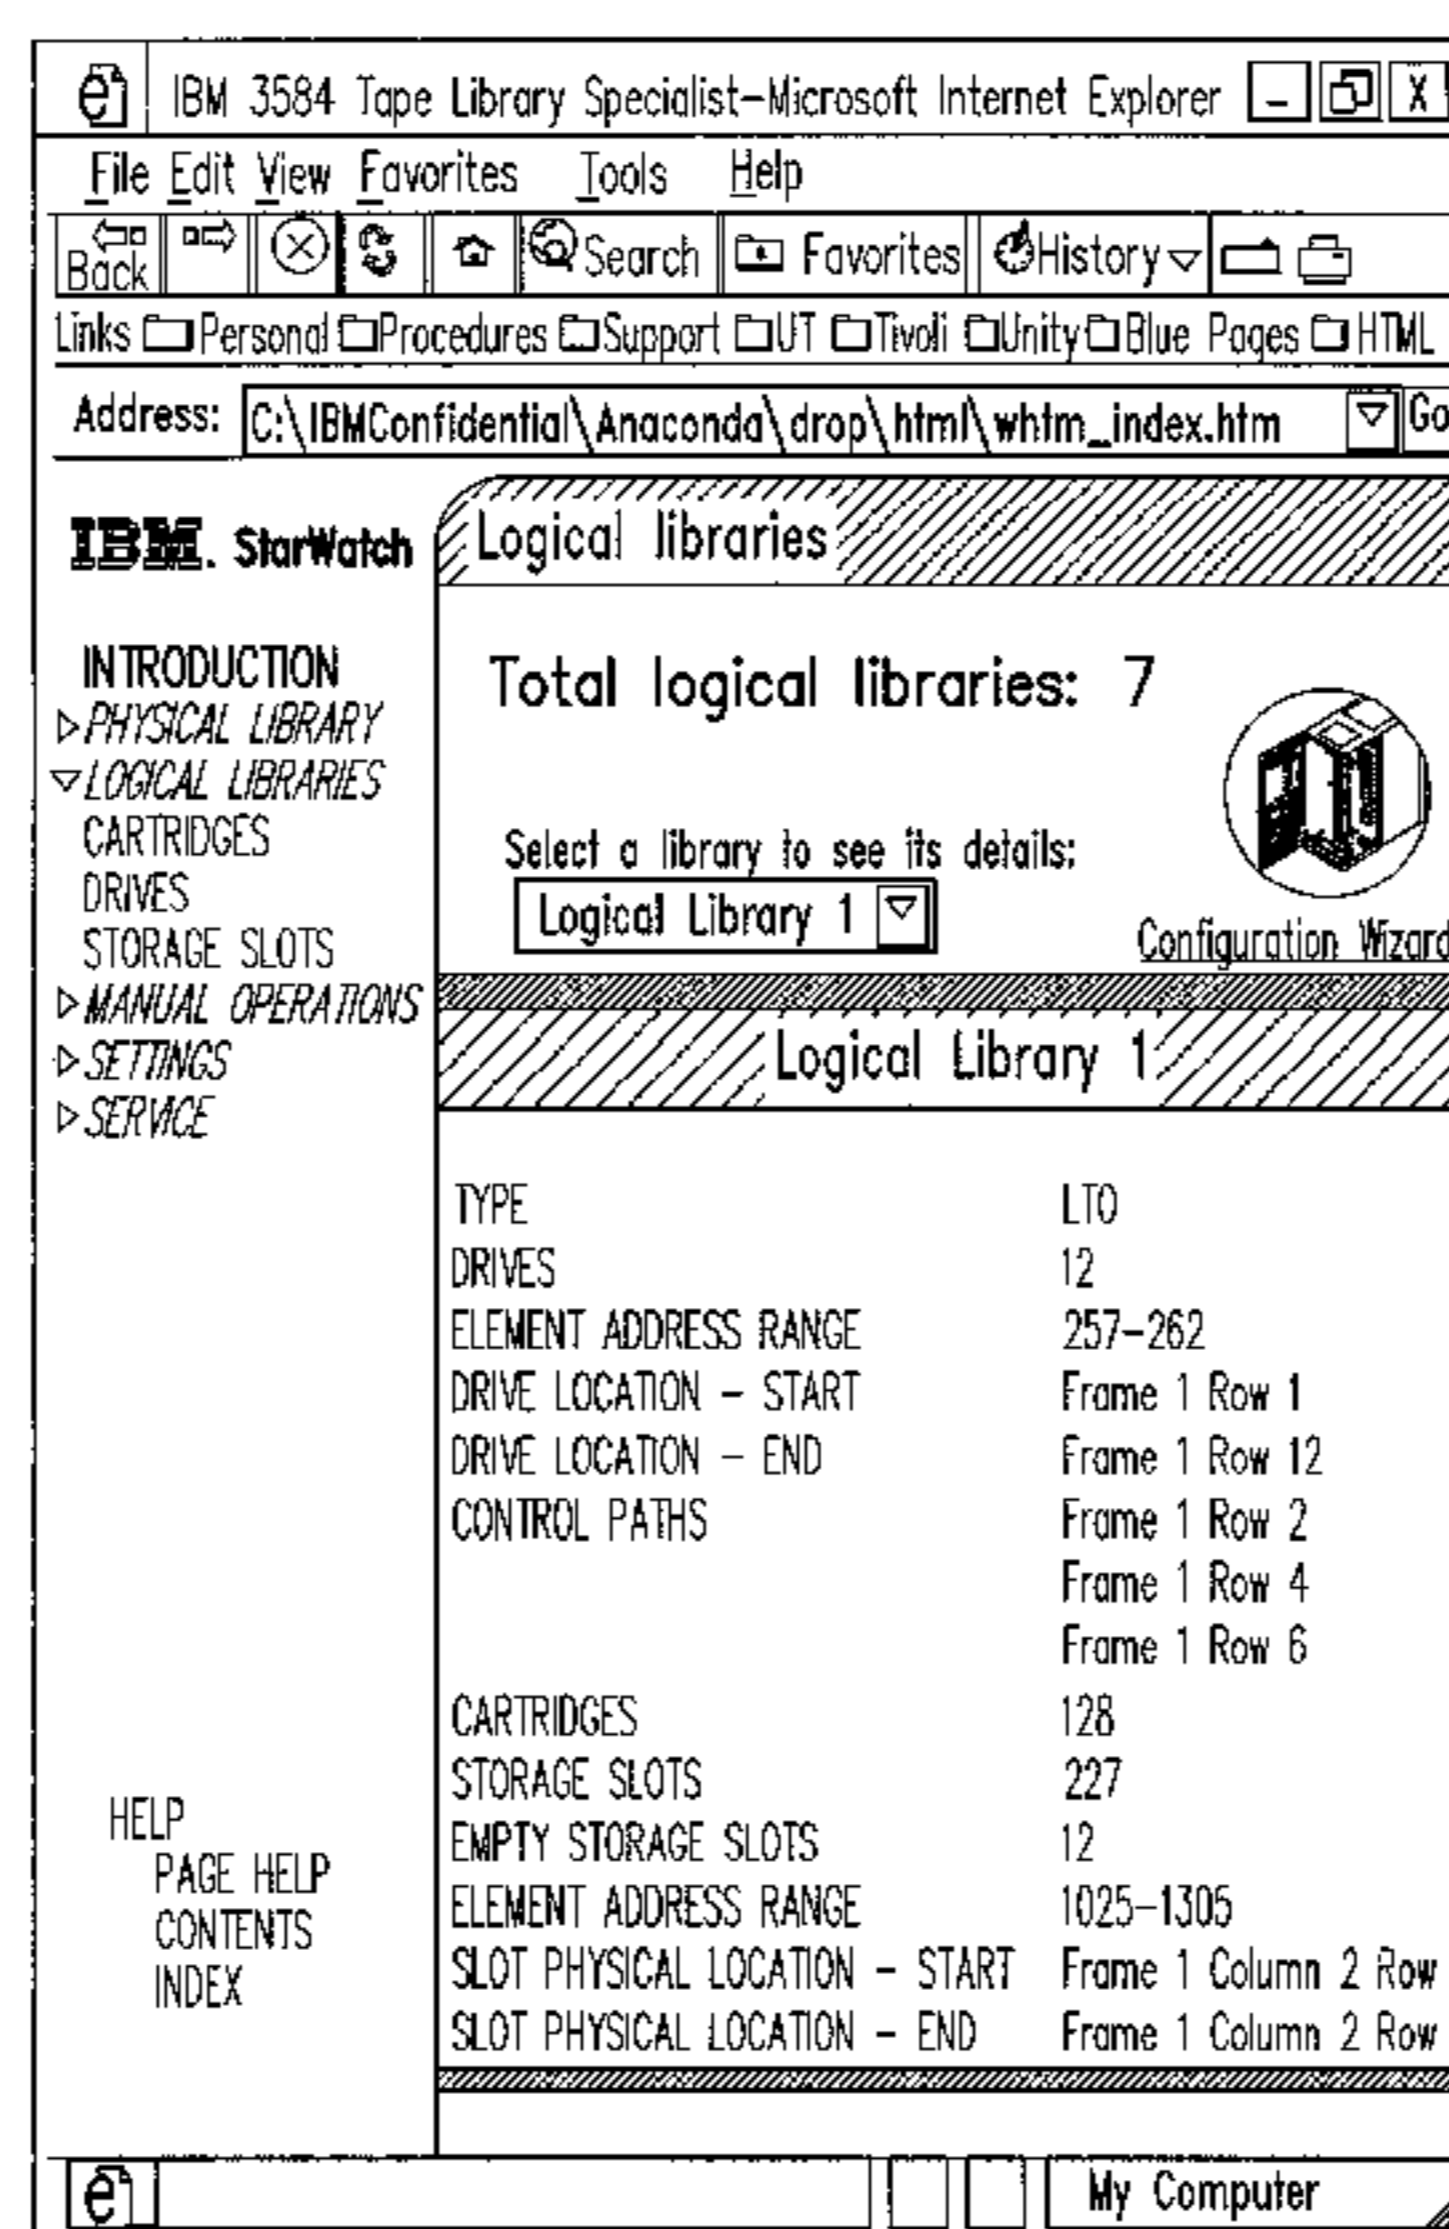 IBM 3584 Tape Library Specialist-Microsoft Internet Explorer - X
File Edit View Favorites Tools Help
Back Search Favorites History
Links Personal Procedures Support UT Tivoli Unity Blue Pages HTML
Address: C:\IBMConfidential\Anaconda\drop\html\whtm_index.htm Go
IBM. StarWatch
Logical libraries
INTRODUCTION
PHYSICAL LIBRARY
LOGICAL LIBRARIES
CARTRIDGES
DRIVES
STORAGE SLOTS
MANUAL OPERATIONS
SETTINGS
SERVICE
HELP
PAGE HELP
CONTENTS
INDEX
Total logical libraries: 7
Select a library to see its details:
Logical Library 1
Configuration Wizard
Logical Library 1
TYPE LTO
DRIVES 12
ELEMENT ADDRESS RANGE 257-262
DRIVE LOCATION - START Frame 1 Row 1
DRIVE LOCATION - END Frame 1 Row 12
CONTROL PATHS Frame 1 Row 2
Frame 1 Row 4
Frame 1 Row 6
CARTRIDGES 128
STORAGE SLOTS 227
EMPTY STORAGE SLOTS 12
ELEMENT ADDRESS RANGE 1025-1305
SLOT PHYSICAL LOCATION - START Frame 1 Column 2 Row
SLOT PHYSICAL LOCATION - END Frame 1 Column 2 Row
My Computer